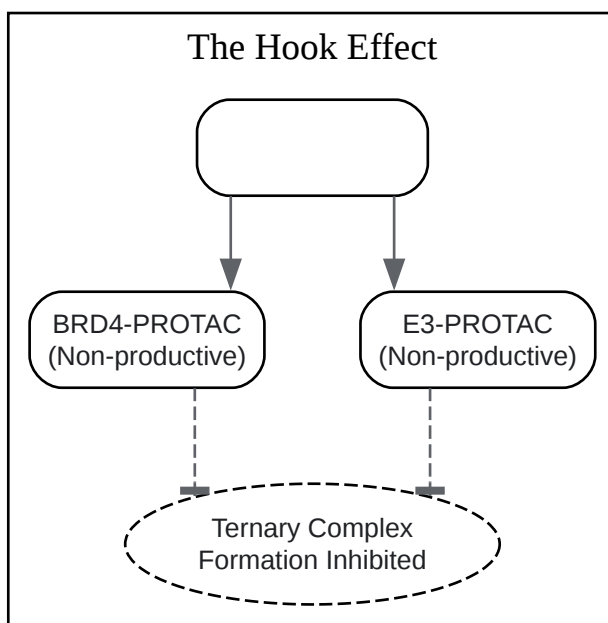 The Hook Effect
BRD4-PROTAC
(Non-productive)
E3-PROTAC
(Non-productive)
Ternary Complex
Formation Inhibited